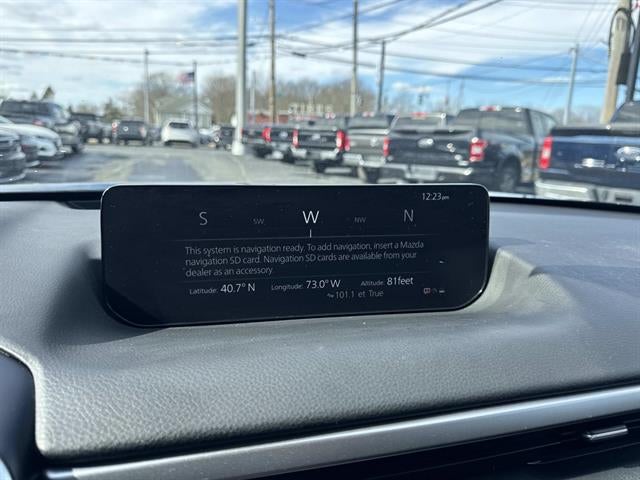 12:23pm
S SW W NW N
This system is navigation ready. To add navigation, insert a Mazda
navigation SD card. Navigation SD cards are available from your
dealer as an accessory.
Latitude: 40.7° N Longitude: 73.0° W Altitude: 81feet
101.1 et True